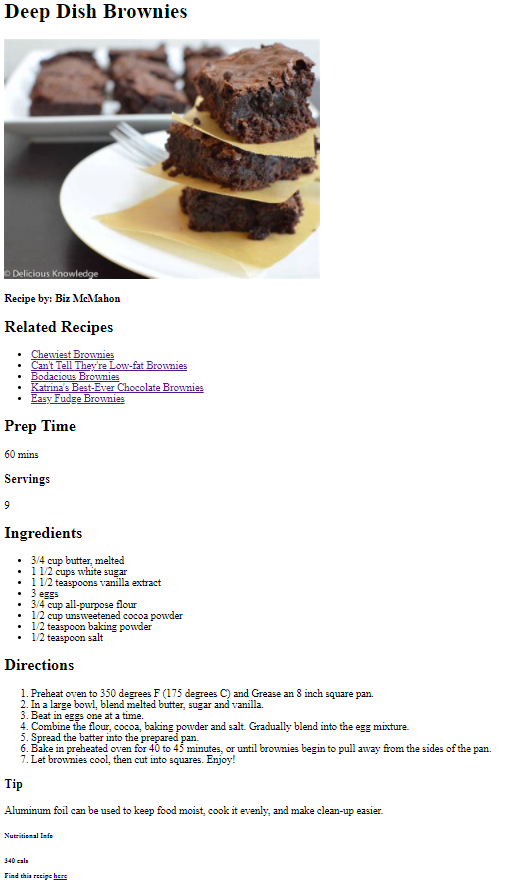 Deep Dish Brownies
© Delicious Knowledge
Recipe by: Biz McMahon
Related Recipes
• Chewiest Brownies
• Can't Tell They're Low-fat Brownies
• Bodacious Brownies
• Katrina's Best-Ever Chocolate Brownies
• Easy Fudge Brownies
Prep Time
60 mins
Servings
9
Ingredients
• 3/4 cup butter, melted
• 1 1/2 cups white sugar
• 1 1/2 teaspoons vanilla extract
• 3 eggs
• 3/4 cup all-purpose flour
• 1/2 cup unsweetened cocoa powder
• 1/2 teaspoon baking powder
• 1/2 teaspoon salt
Directions
1. Preheat oven to 350 degrees F (175 degrees C) and Grease an 8 inch square pan.
2. In a large bowl, blend melted butter, sugar and vanilla.
3. Beat in eggs one at a time.
4. Combine the flour, cocoa, baking powder and salt. Gradually blend into the egg mixture.
5. Spread the batter into the prepared pan.
6. Bake in preheated oven for 40 to 45 minutes, or until brownies begin to pull away from the sides of the pan.
7. Let brownies cool, then cut into squares. Enjoy!
Tip
Aluminum foil can be used to keep food moist, cook it evenly, and make clean-up easier.
Nutritional Info
340 cals
Find this recipe here